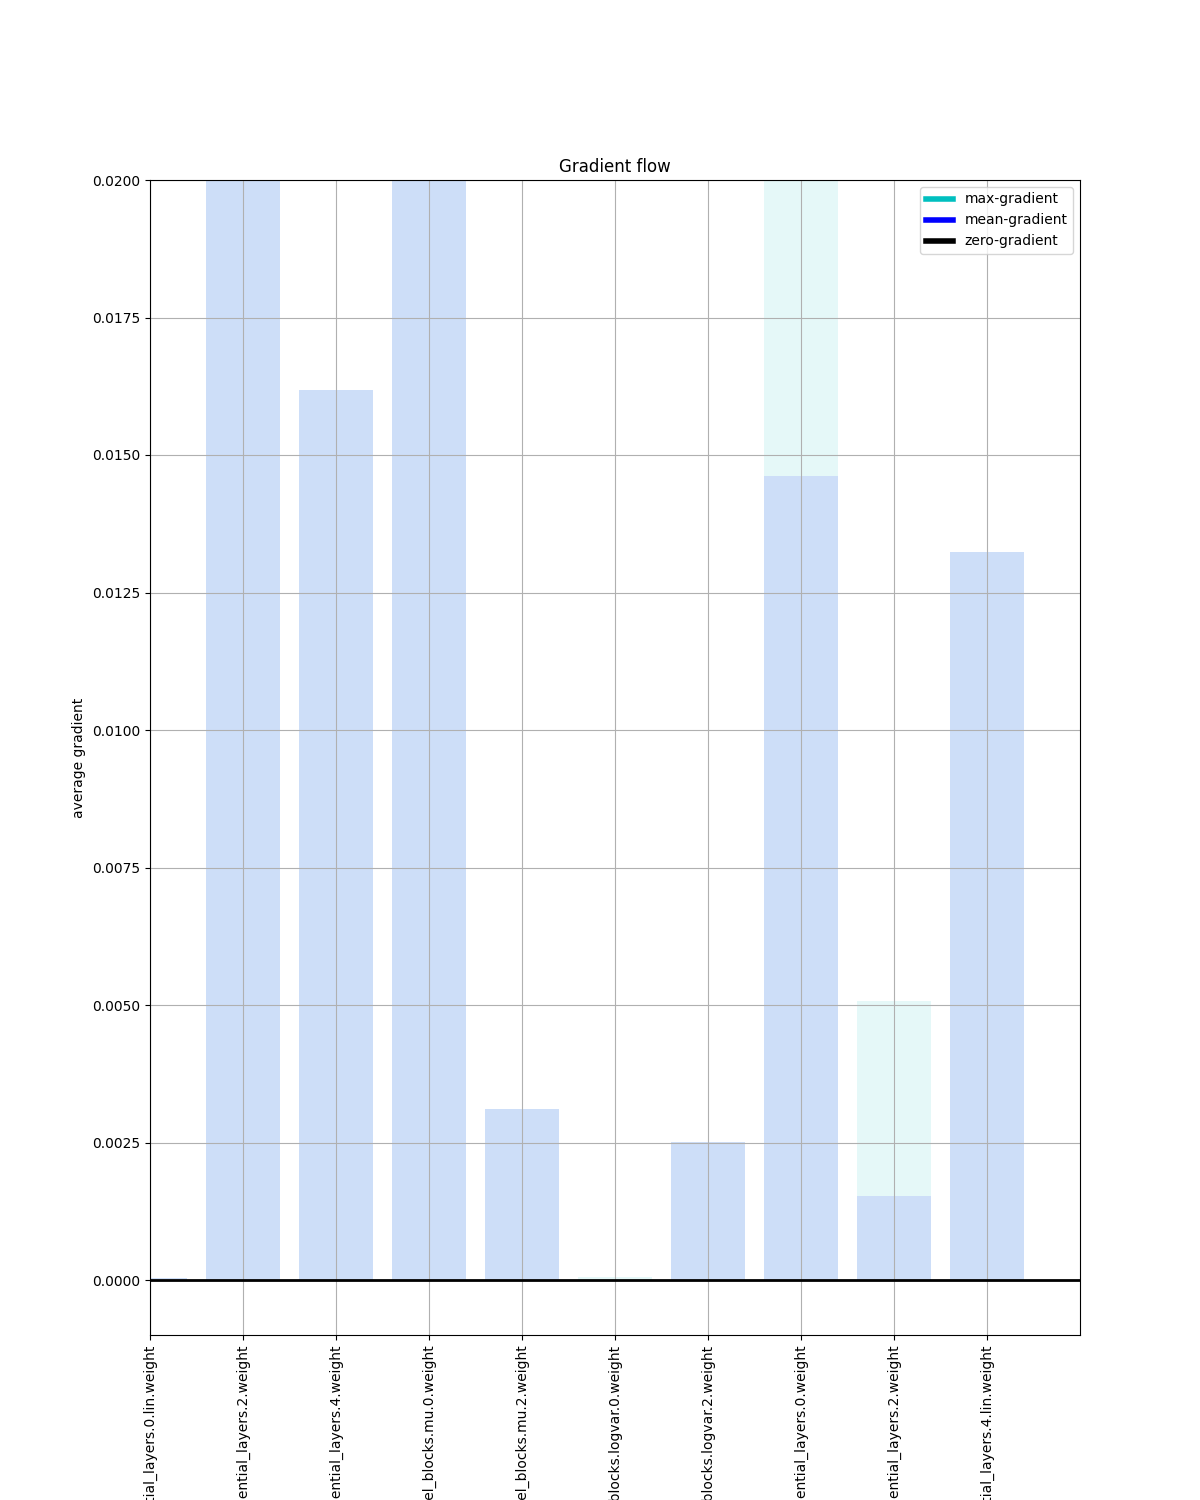 Gradient flow
max-gradient
mean-gradient
zero-gradient
0.0200
0.0175
0.0150
0.0125
0.0100
0.0075
0.0050
0.0025
0.0000
average gradient
tial_layers.0.lin.weight
ential_layers.2.weight
ential_layers.4.weight
el_blocks.mu.0.weight
el_blocks.mu.2.weight
blocks.logvar.0.weight
blocks.logvar.2.weight
ential_layers.0.weight
ential_layers.2.weight
tial_layers.4.lin.weight